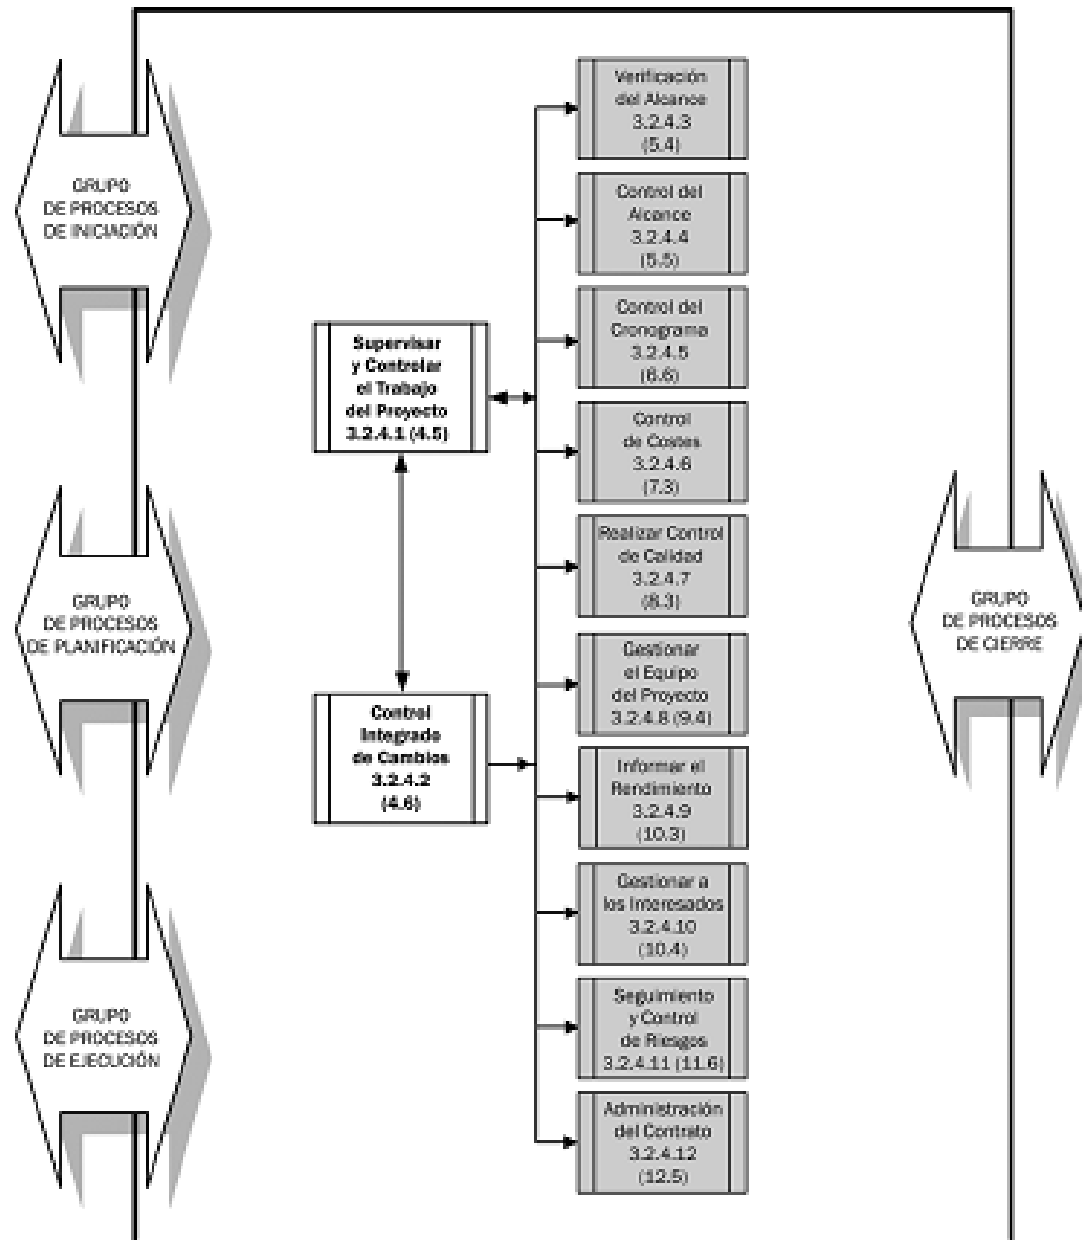 GRUPO
DE PROCESOS
DE INICIACIÓN
GRUPO
DE PROCESOS
DE PLANIFICACIÓN
GRUPO
DE PROCESOS
DE EJECUCIÓN
Supervisar
y Controlar
el Trabajo
del Proyecto
3.2.4.1 (4.5)
Control
Integrado
de Cambios
3.2.4.2
(4.6)
Verificación
del Alcance
3.2.4.3
(5.4)
Control del
Alcance
3.2.4.4
(5.5)
Control del
Cronograma
3.2.4.5
(6.6)
Control
de Costes
3.2.4.6
(7.3)
Realizar Control
de Calidad
3.2.4.7
(8.3)
Gestionar
el Equipo
del Proyecto
3.2.4.8 (9.4)
Informar el
Rendimiento
3.2.4.9
(10.3)
Gestionar a
los Interesados
3.2.4.10
(10.4)
Seguimiento
y Control
de Riesgos
3.2.4.11 (11.6)
Administración
del Contrato
3.2.4.12
(12.5)
GRUPO
DE PROCESOS
DE CIERRE